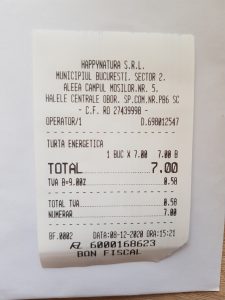 HAPPYNATURA S.R.L.
MUNICIPIUL BUCURESTI, SECTOR 2.
ALEEA CAMPUL MOSILOR.NR. 5.
HALELE CENTRALE OBOR. SP.COM.NR.PB6 SC
- C.F. RO 27439998 -
OPERATOR/1 D.690012547
TURTA ENERGETICA
1 BUC X 7.00 7.00 B
TOTAL 7.00
TVA B=9.00% 0.58
TOTAL TVA 0.58
NUMERAR 7.00
BF.0002 DATA:08-12-2020 ORA:15:21
6000168623
BON FISCAL